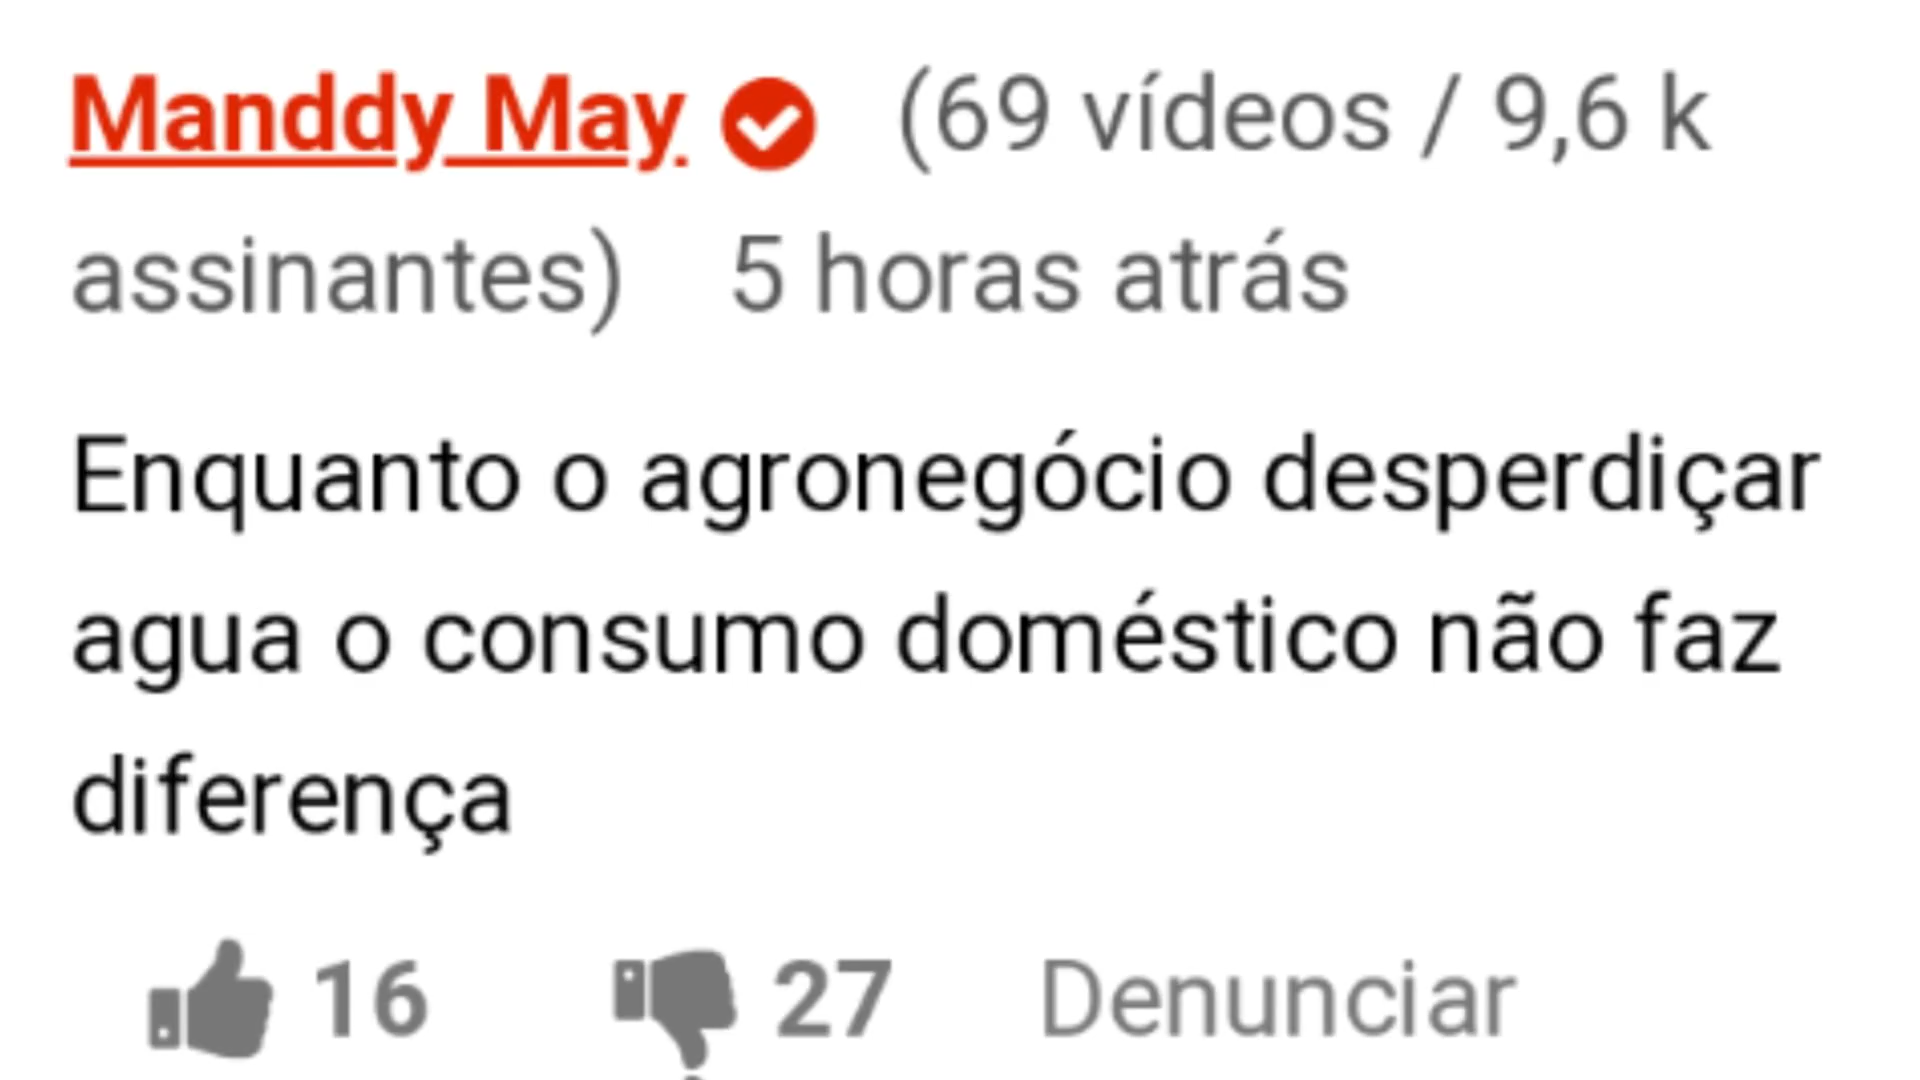 Manddy May (69 vídeos / 9,6 k
assinantes) 5 horas atrás
Enquanto o agronegócio desperdiçar
agua o consumo doméstico não faz
diferença
16 27 Denunciar